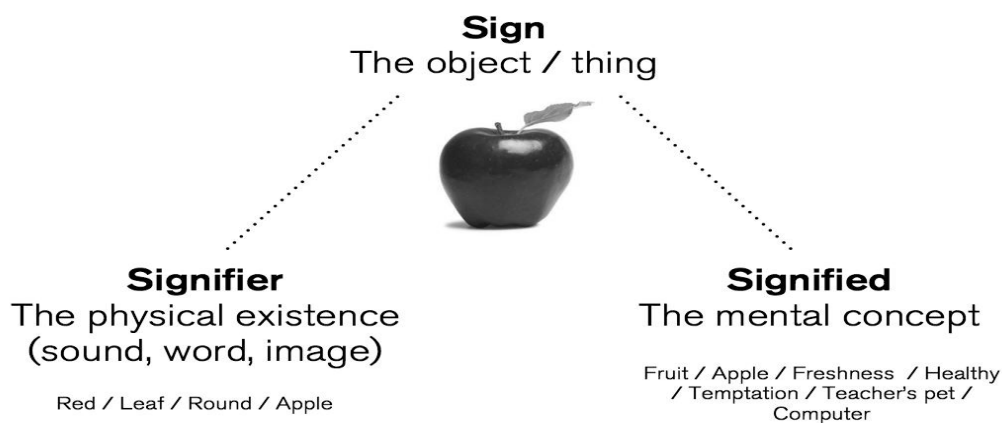 Sign
The object / thing
Signifier
The physical existence
(sound, word, image)
Red / Leaf / Round / Apple
Signified
The mental concept
Fruit / Apple / Freshness / Healthy
/ Temptation / Teacher's pet /
Computer